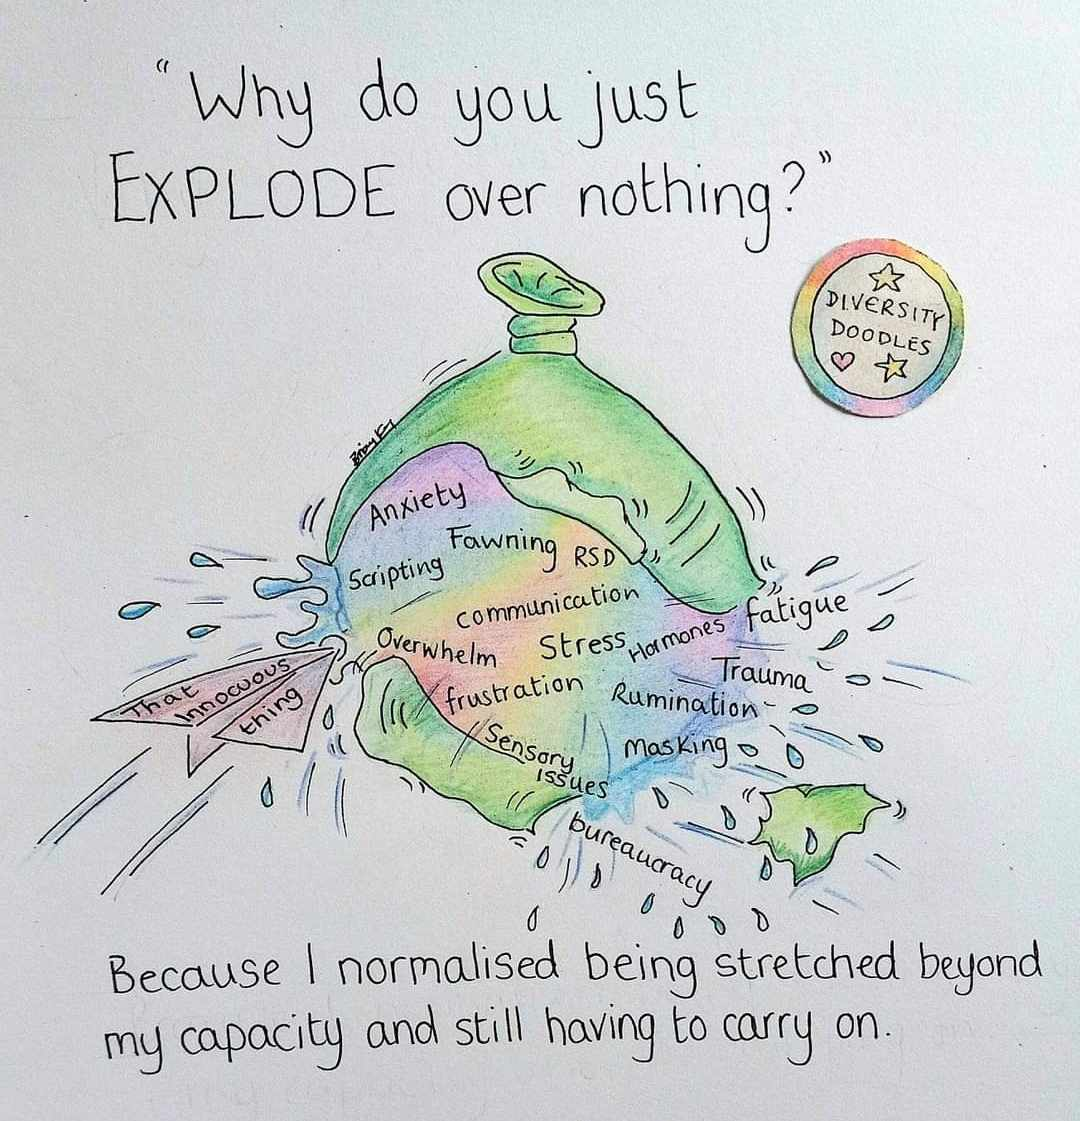 "Why do you just
EXPLODE over nothing?"
DIVERSITY
DOODLES
Anxiety
Fawning
RSD
Scripting
communication
Overwhelm
Stress
Hormones
fatigue
Trauma
frustration
Rumination
Sensory
issues
Masking
That
Innocuous
thing
bureaucracy
Because I normalised being stretched beyond
my capacity and still having to carry on.